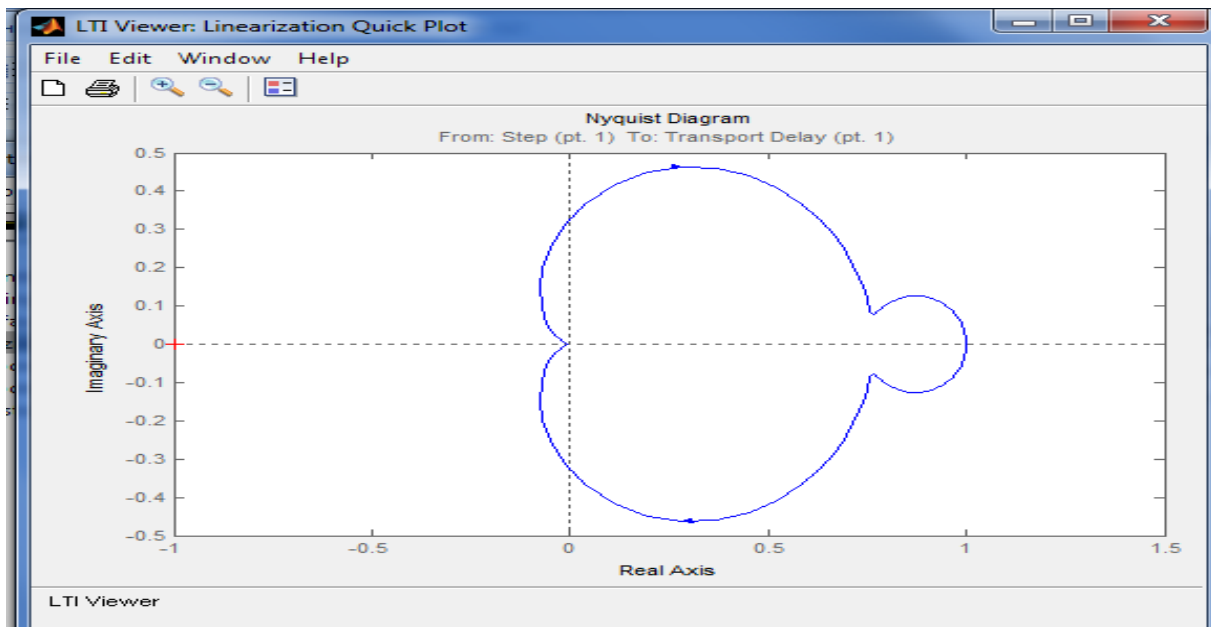 LTI Viewer: Linearization Quick Plot
File Edit Window Help
Nyquist Diagram
From: Step (pt. 1) To: Transport Delay (pt. 1)
0.5
0.4
0.3
0.2
0.1
0
-0.1
-0.2
-0.3
-0.4
-0.5
Imaginary Axis
-1 -0.5 0 0.5 1 1.5
Real Axis
LTI Viewer